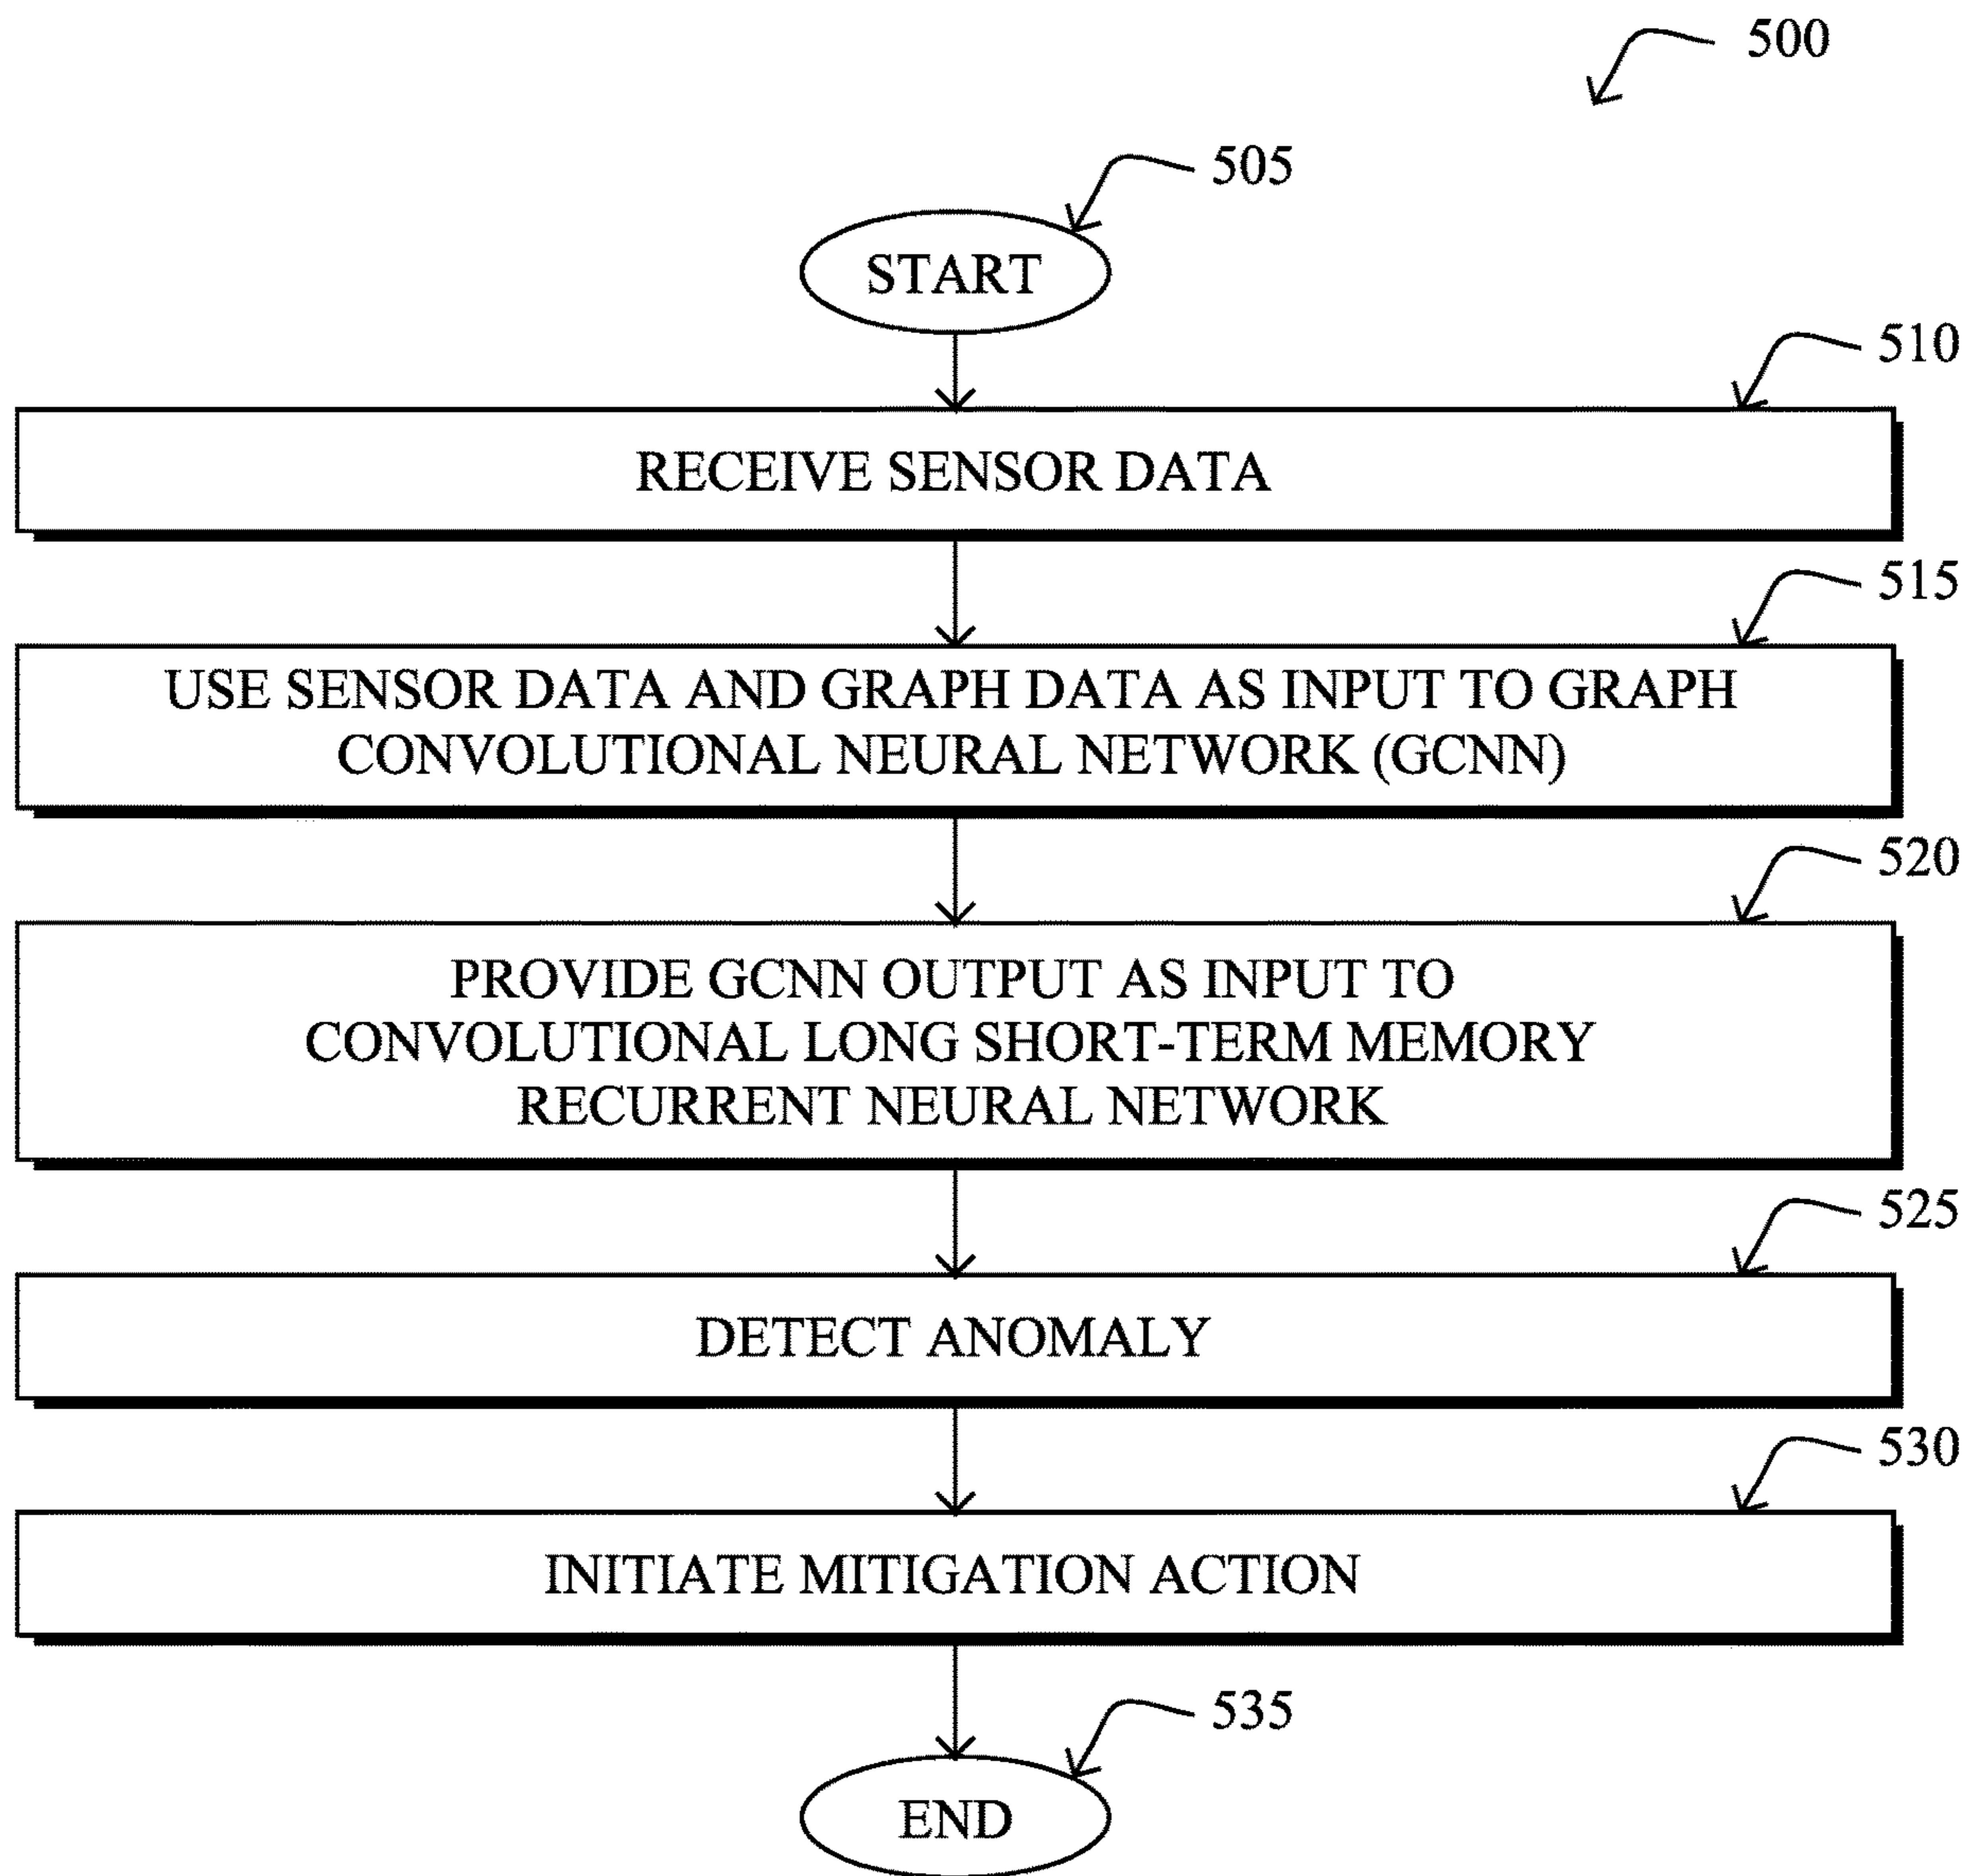 500
505
START
510
RECEIVE SENSOR DATA
515
USE SENSOR DATA AND GRAPH DATA AS INPUT TO GRAPH
CONVOLUTIONAL NEURAL NETWORK (GCNN)
520
PROVIDE GCNN OUTPUT AS INPUT TO
CONVOLUTIONAL LONG SHORT-TERM MEMORY
RECURRENT NEURAL NETWORK
525
DETECT ANOMALY
530
INITIATE MITIGATION ACTION
535
END